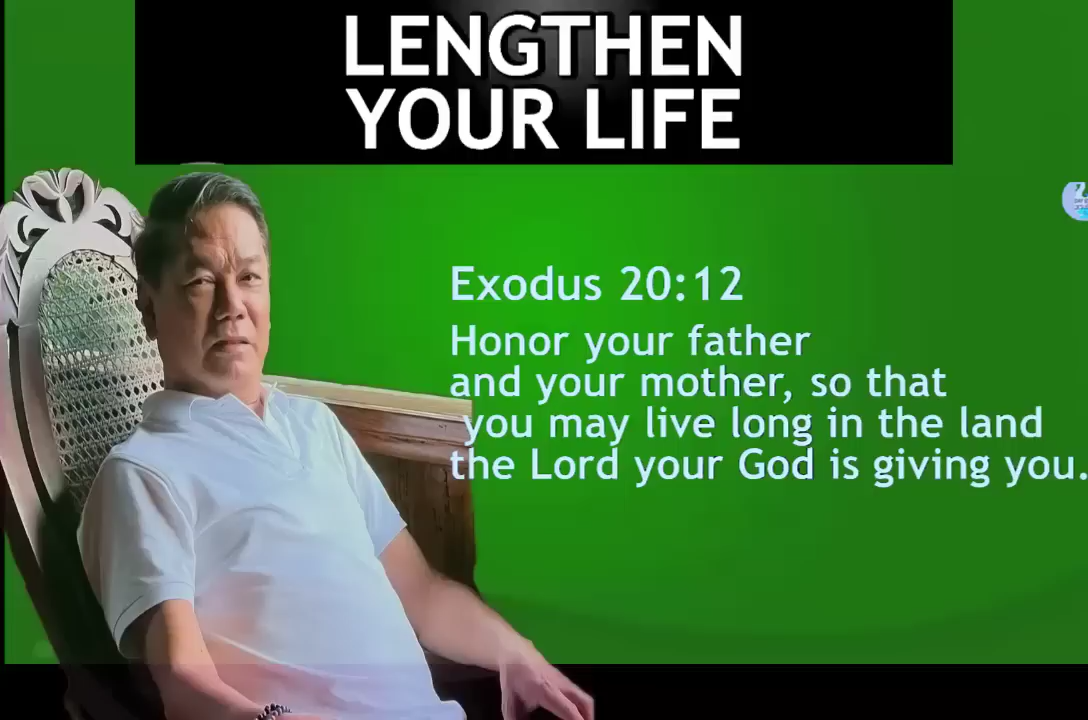 LENGTHEN
YOUR LIFE
Exodus 20:12
Honor your father
and your mother, so that
you may live long in the land
the Lord your God is giving you.